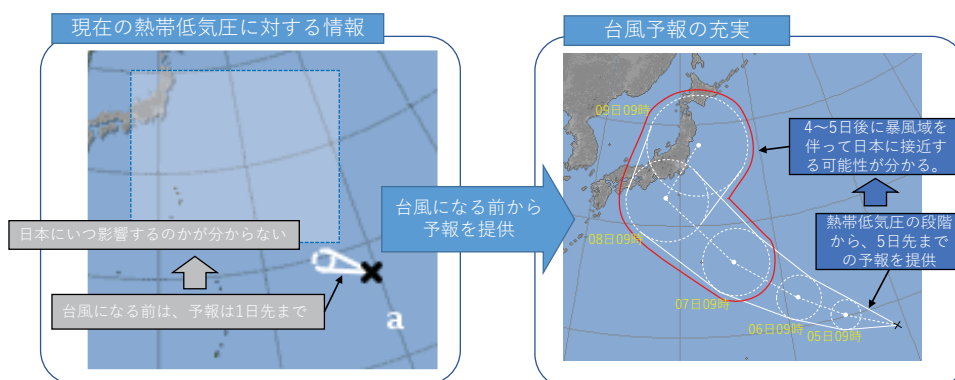 現在の熱帯低気圧に対する情報
日本にいつ影響するのかが分からない
台風になる前は、予報は1日先まで
a
台風になる前から
予報を提供
台風予報の充実
09日09時
4～5日後に暴風域を
伴って日本に接近す
る可能性が分かる。
熱帯低気圧の段階
から、5日先まで
の予報を提供
08日09時
07日09時
06日09時
05日09時